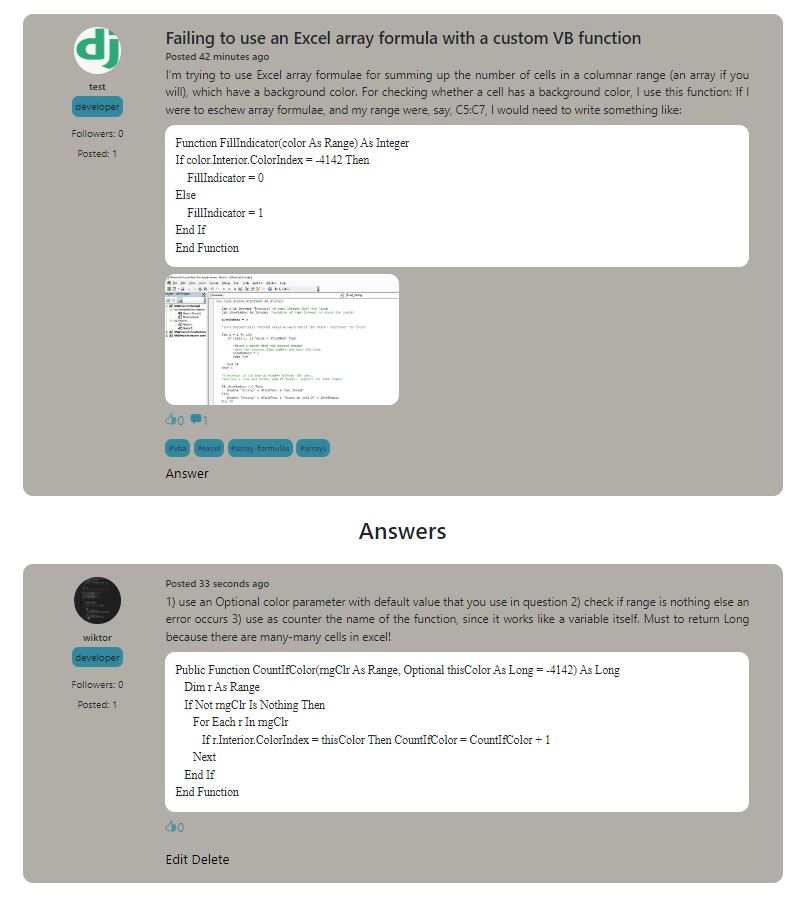 dj
Failing to use an Excel array formula with a custom VB function
Posted 42 minutes ago
test
developer
Followers: 0
Posted: 1
I'm trying to use Excel array formulae for summing up the number of cells in a columnar range (an array if you
will), which have a background color. For checking whether a cell has a background color, I use this function: If I
were to eschew array formulae, and my range were, say, C5:C7, I would need to write something like:
Function FillIndicator(color As Range) As Integer
If color.Interior.ColorIndex = -4142 Then
FillIndicator = 0
Else
FillIndicator = 1
End If
End Function
0 1
#vba #excel #array-formulas #arrays
Answer
Answers
wiktor
developer
Followers: 0
Posted: 1
Posted 33 seconds ago
1) use an Optional color parameter with default value that you use in question 2) check if range is nothing else an
error occurs 3) use as counter the name of the function, since it works like a variable itself. Must to return Long
because there are many-many cells in excel!
Public Function CountIfColor(rngClr As Range, Optional thisColor As Long = -4142) As Long
Dim r As Range
If Not rngClr Is Nothing Then
For Each r In rngClr
If r.Interior.ColorIndex = thisColor Then CountIfColor = CountIfColor + 1
Next
End If
End Function
0
Edit Delete